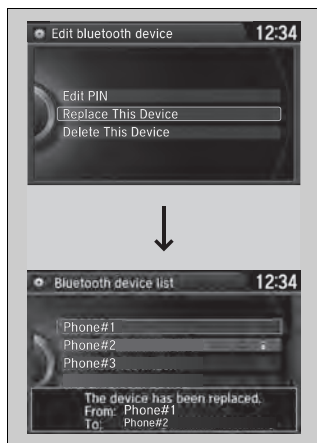 Edit bluetooth device 12:34
Edit PIN
Replace This Device
Delete This Device
Bluetooth device list 12:34
Phone#1
Phone#2
Phone#3
The device has been replaced.
From: Phone#1
To: Phone#2